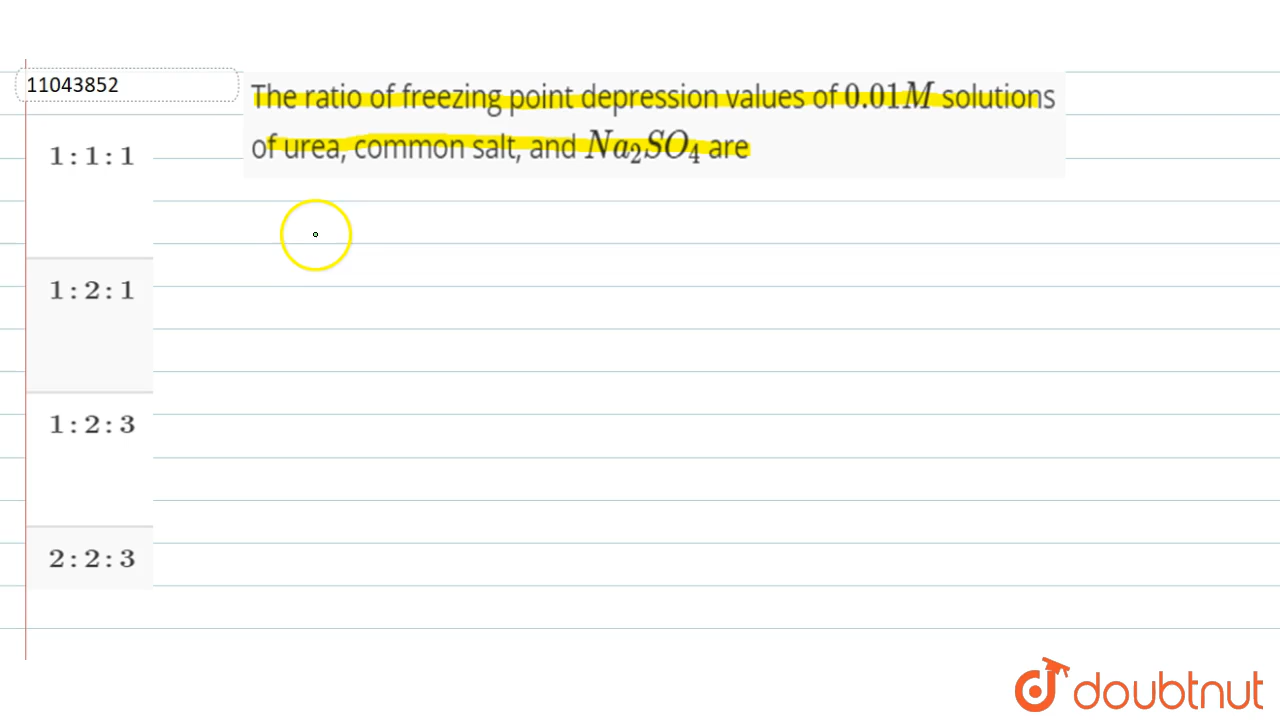 11043852
The ratio of freezing point depression values of 0.01M solutions
of urea, common salt, and Na₂SO₄ are
1 : 1 : 1
1 : 2 : 1
1 : 2 : 3
2 : 2 : 3
doubtnut